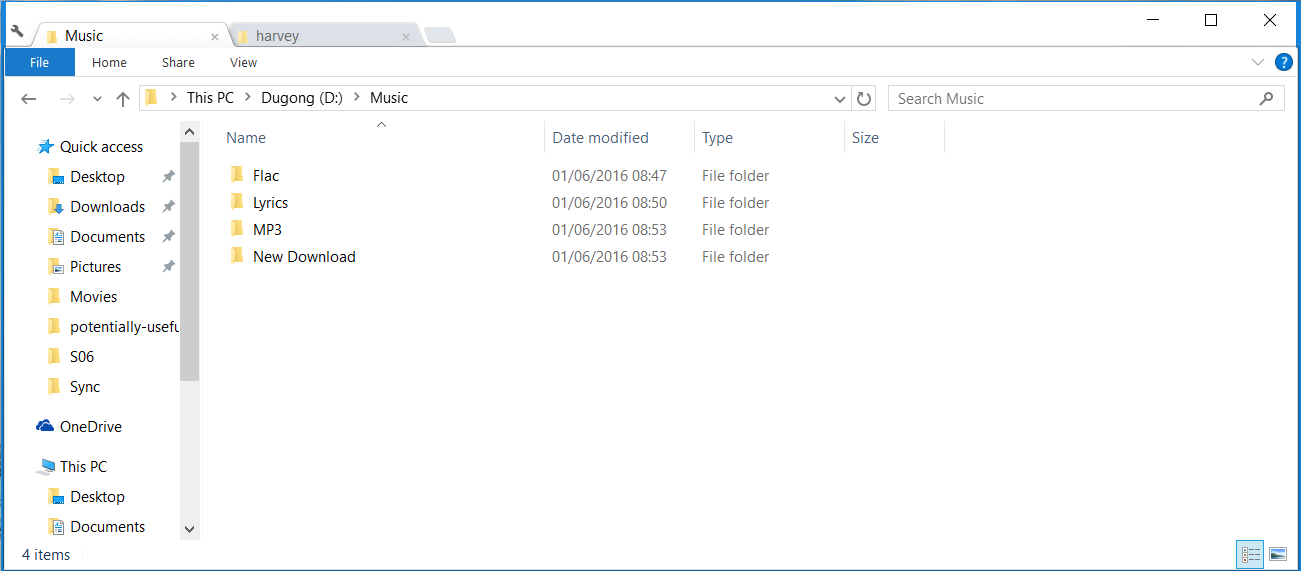 Music harvey
File Home Share View ?
This PC Dugong (D:) Music Search Music
Quick access
Desktop
Downloads
Documents
Pictures
Movies
potentially-usefu
S06
Sync
OneDrive
This PC
Desktop
Documents
Name Date modified Type Size
Flac 01/06/2016 08:47 File folder
Lyrics 01/06/2016 08:50 File folder
MP3 01/06/2016 08:53 File folder
New Download 01/06/2016 08:53 File folder
4 items